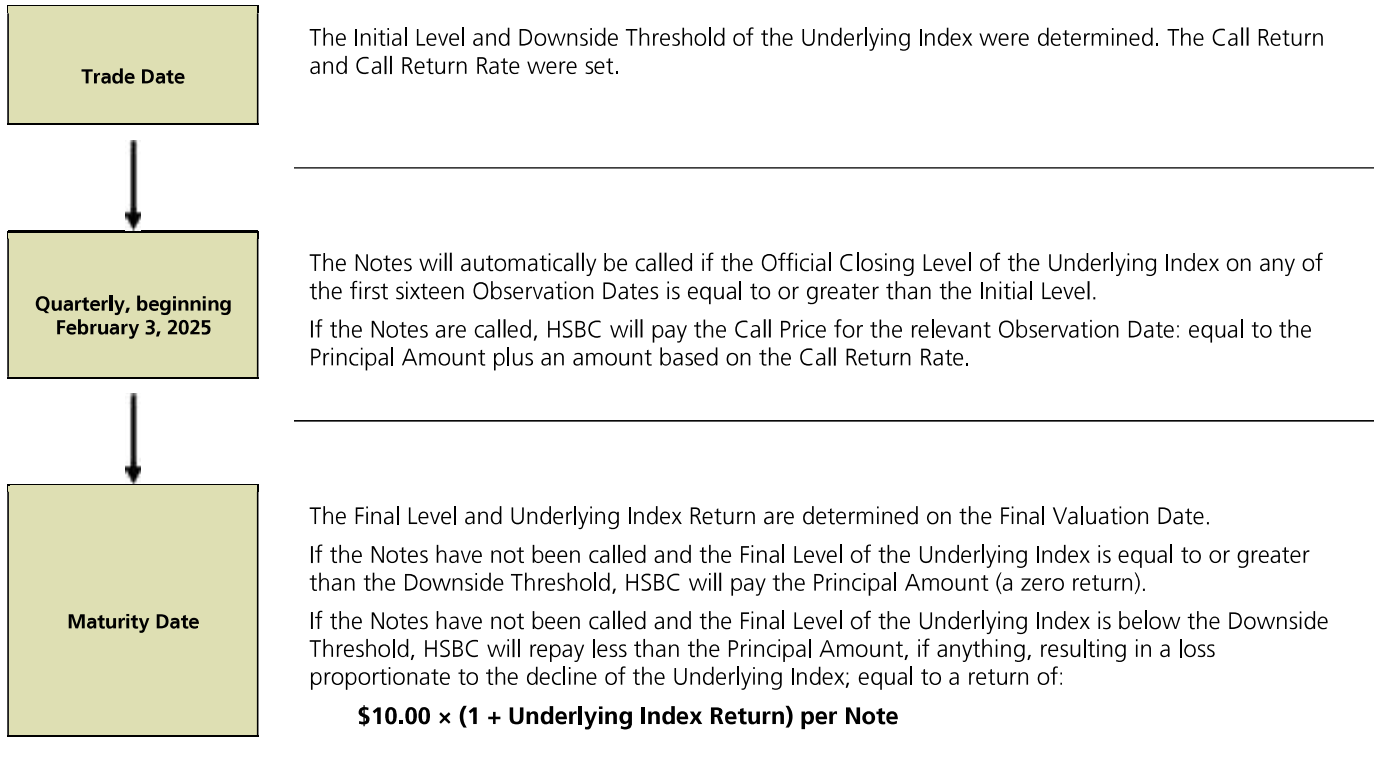 Trade Date
The Initial Level and Downside Threshold of the Underlying Index were determined. The Call Return
and Call Return Rate were set.
Quarterly, beginning
February 3, 2025
The Notes will automatically be called if the Official Closing Level of the Underlying Index on any of
the first sixteen Observation Dates is equal to or greater than the Initial Level.
If the Notes are called, HSBC will pay the Call Price for the relevant Observation Date: equal to the
Principal Amount plus an amount based on the Call Return Rate.
Maturity Date
The Final Level and Underlying Index Return are determined on the Final Valuation Date.
If the Notes have not been called and the Final Level of the Underlying Index is equal to or greater
than the Downside Threshold, HSBC will pay the Principal Amount (a zero return).
If the Notes have not been called and the Final Level of the Underlying Index is below the Downside
Threshold, HSBC will repay less than the Principal Amount, if anything, resulting in a loss
proportionate to the decline of the Underlying Index; equal to a return of:
$10.00 × (1 + Underlying Index Return) per Note